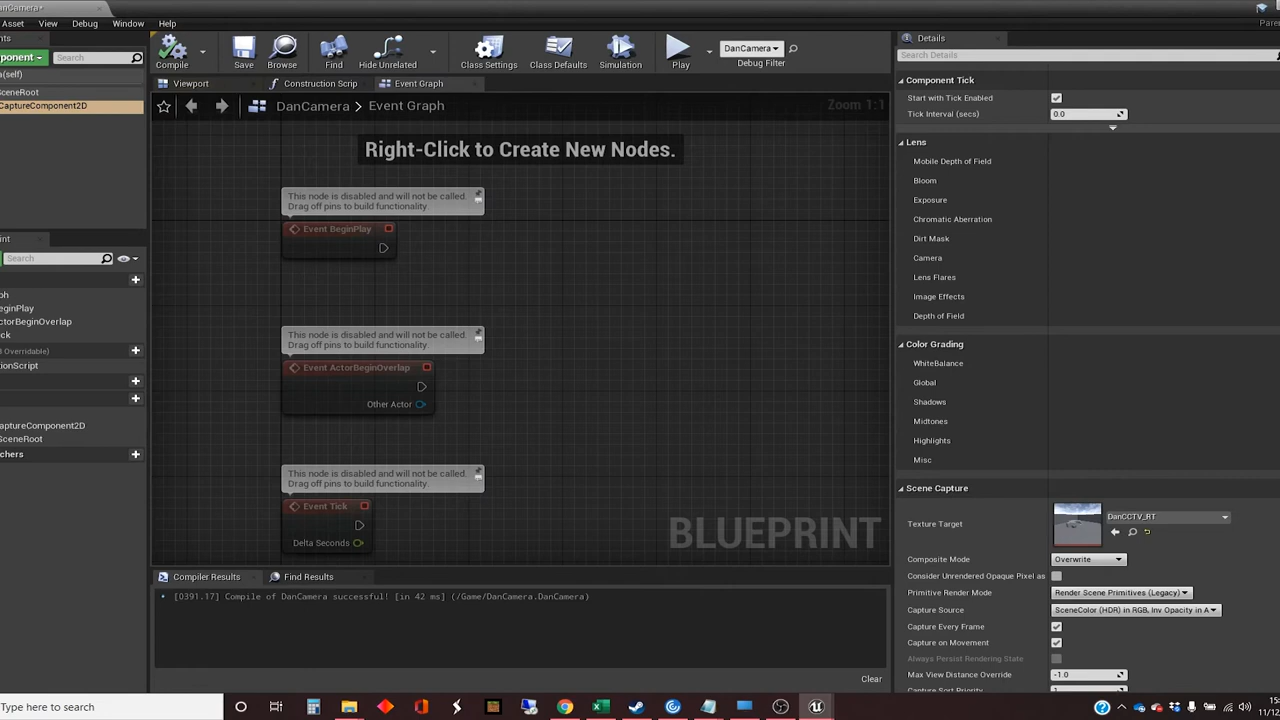 DanCamera*
Asset View Debug Window Help
Compile Save Browse Find Hide Unrelated Class Settings Class Defaults Simulation Play
DanCamera
Debug Filter
Search
(self)
SceneRoot
CaptureComponent2D
Viewport Construction Scrip Event Graph
DanCamera Event Graph
Zoom 1:1
Right-Click to Create New Nodes.
This node is disabled and will not be called.
Drag off pins to build functionality.
Event BeginPlay
This node is disabled and will not be called.
Drag off pins to build functionality.
Event ActorBeginOverlap
Other Actor
This node is disabled and will not be called.
Drag off pins to build functionality.
Event Tick
Delta Seconds
BLUEPRINT
Search
ph
eginPlay
ActorBeginOverlap
ck
Overridable)
tionScript
aptureComponent2D
SceneRoot
chers
Compiler Results Find Results
[0391.17] Compile of DanCamera successful! [in 42 ms] (/Game/DanCamera.DanCamera)
Clear
Details
Search Details
Component Tick
Start with Tick Enabled
Tick Interval (secs) 0.0
Lens
Mobile Depth of Field
Bloom
Exposure
Chromatic Aberration
Dirt Mask
Camera
Lens Flares
Image Effects
Depth of Field
Color Grading
WhiteBalance
Global
Shadows
Midtones
Highlights
Misc
Scene Capture
Texture Target DanCCTV_RT
Composite Mode Overwrite
Consider Unrendered Opaque Pixel as
Primitive Render Mode Render Scene Primitives (Legacy)
Capture Source SceneColor (HDR) in RGB, Inv Opacity in A
Capture Every Frame
Capture on Movement
Always Persist Rendering State
Max View Distance Override -1.0
Capture Sort Priority 1
Type here to search
15:
11/12